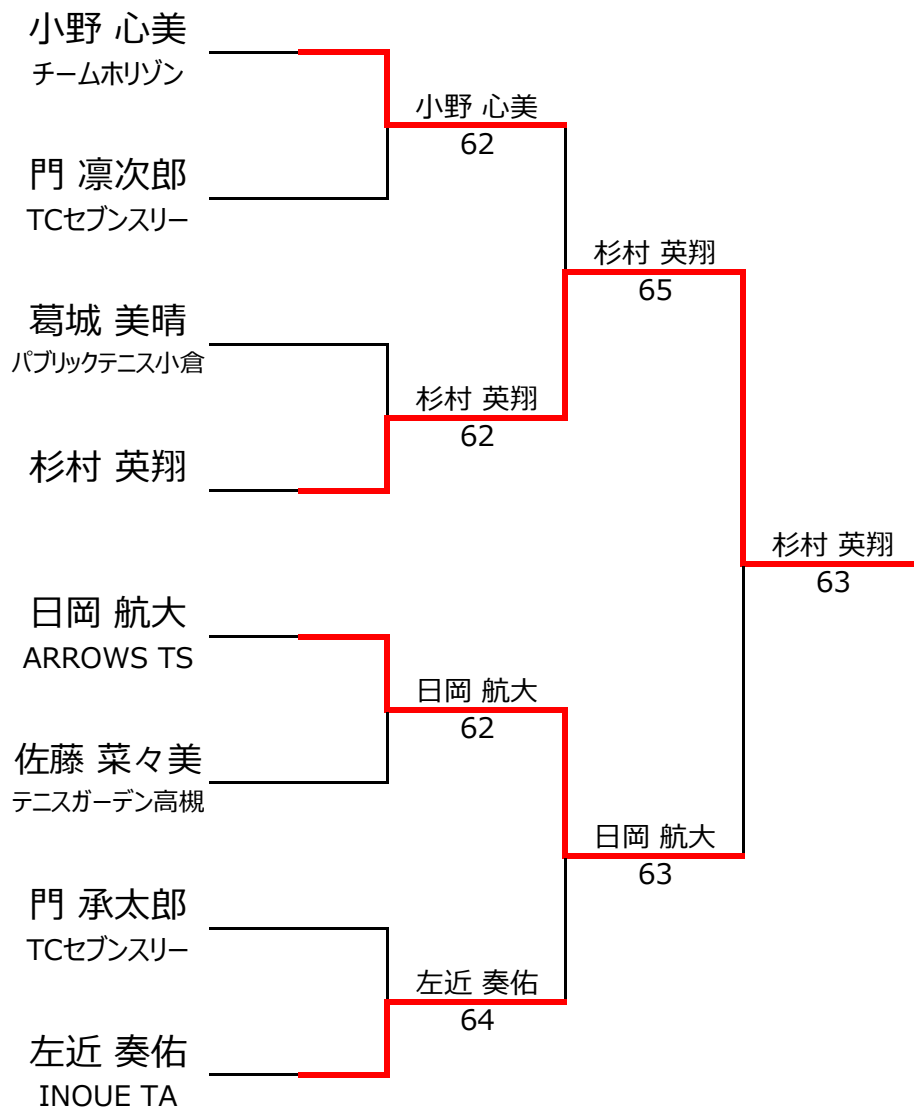 小野 心美
チームホリゾン
小野 心美
62
門 凛次郎
TCセブンスリー
杉村 英翔
65
葛城 美晴
パブリックテニス小倉
杉村 英翔
62
杉村 英翔
杉村 英翔
63
日岡 航大
ARROWS TS
日岡 航大
62
佐藤 菜々美
テニスガーデン高槻
日岡 航大
63
門 承太郎
TCセブンスリー
左近 奏佑
64
左近 奏佑
INOUE TA